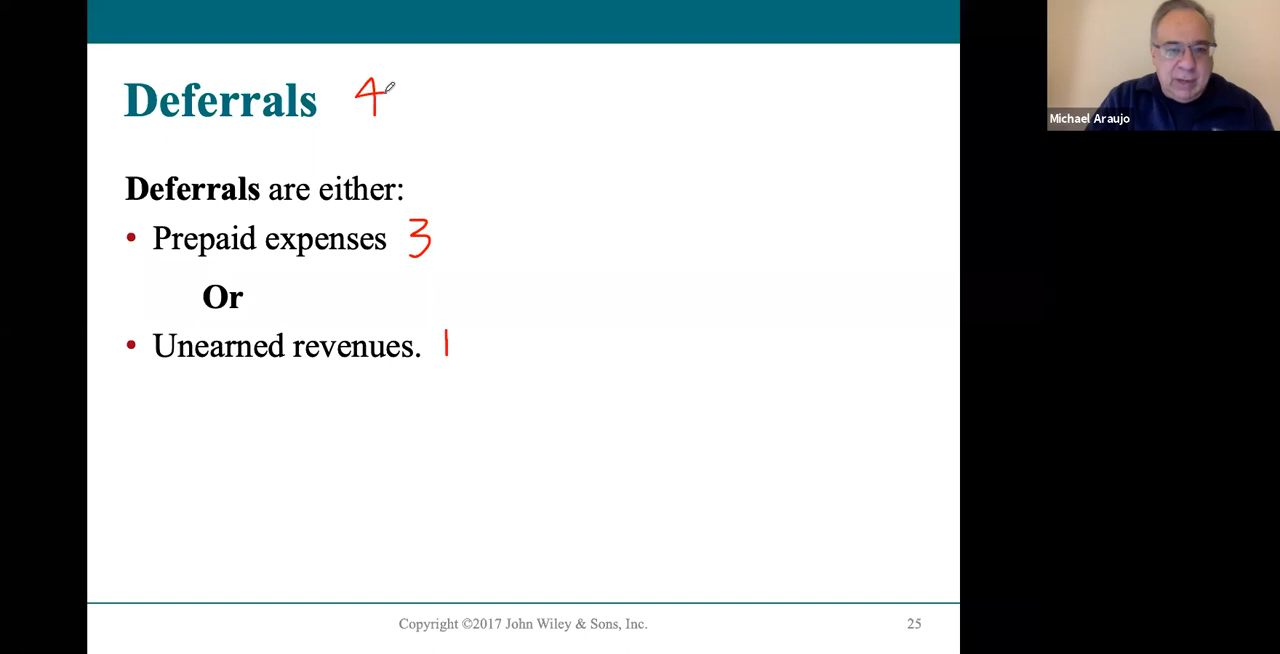 Deferrals 4
Deferrals are either:
• Prepaid expenses 3
Or
• Unearned revenues. 1
Copyright ©2017 John Wiley & Sons, Inc.
25
Michael Araujo